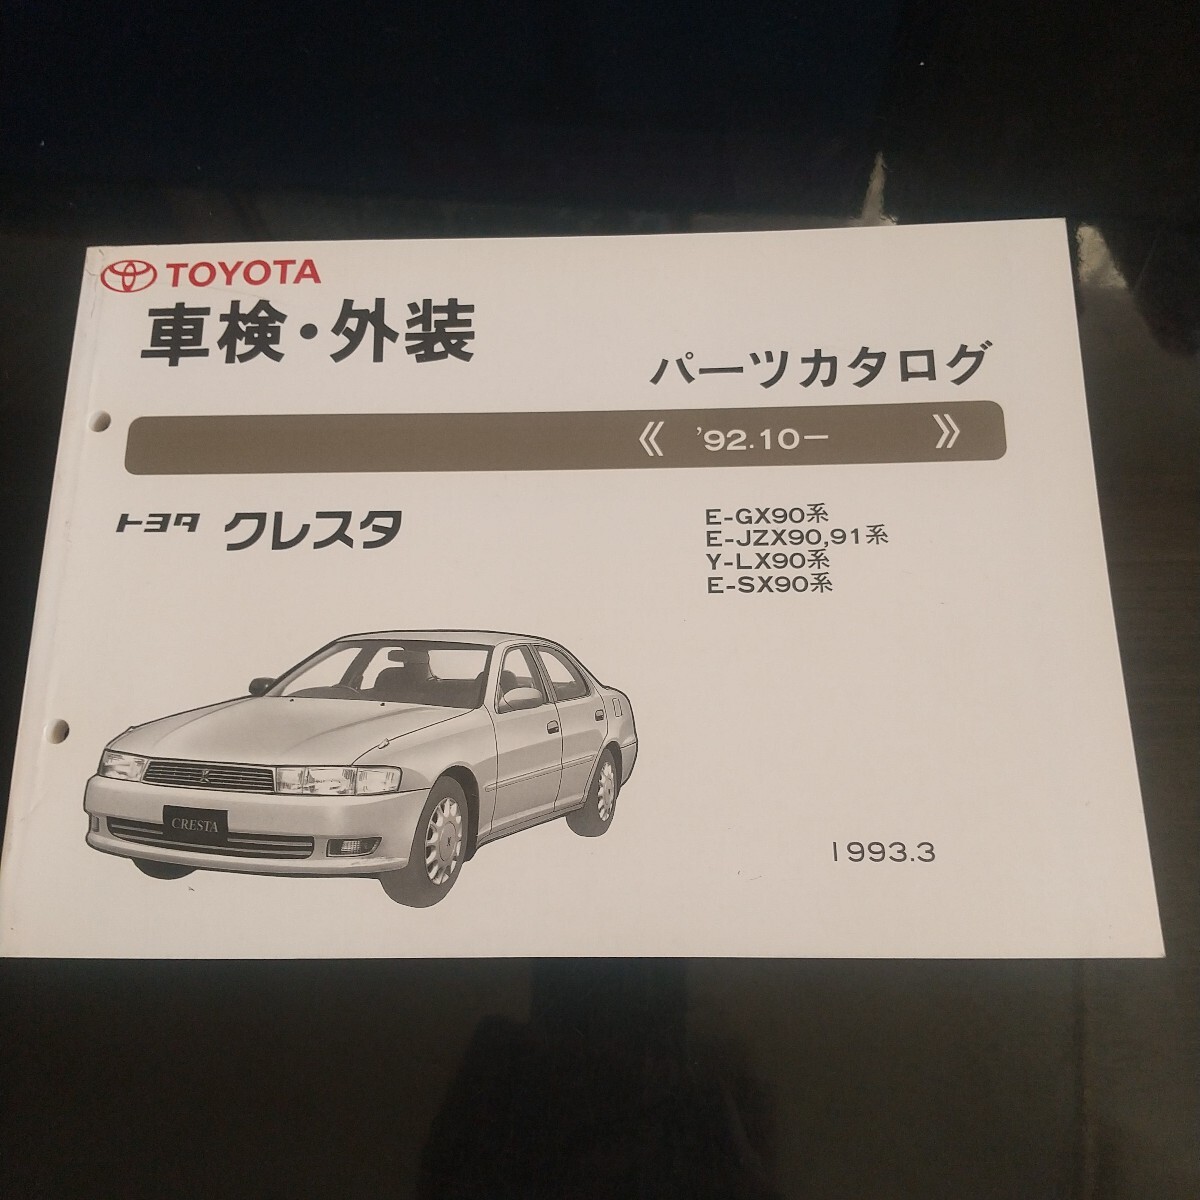 TOYOTA
車検・外装
パーツカタログ
《 '92.10− 》
トヨタ クレスタ
E-GX90系
E-JZX90,91系
Y-LX90系
E-SX90系
CRESTA
1993.3